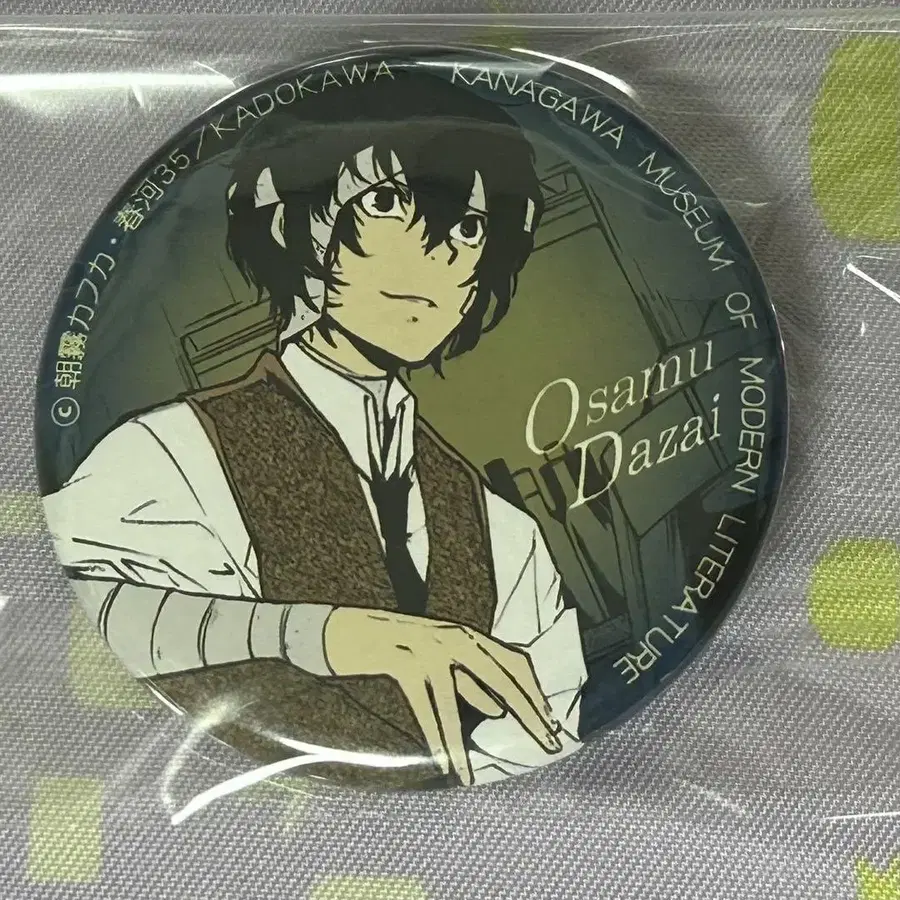 ©朝霧カフカ・春河35/KADOKAWA
KANAGAWA MUSEUM OF MODERN LITERATURE
Osamu
Dazai